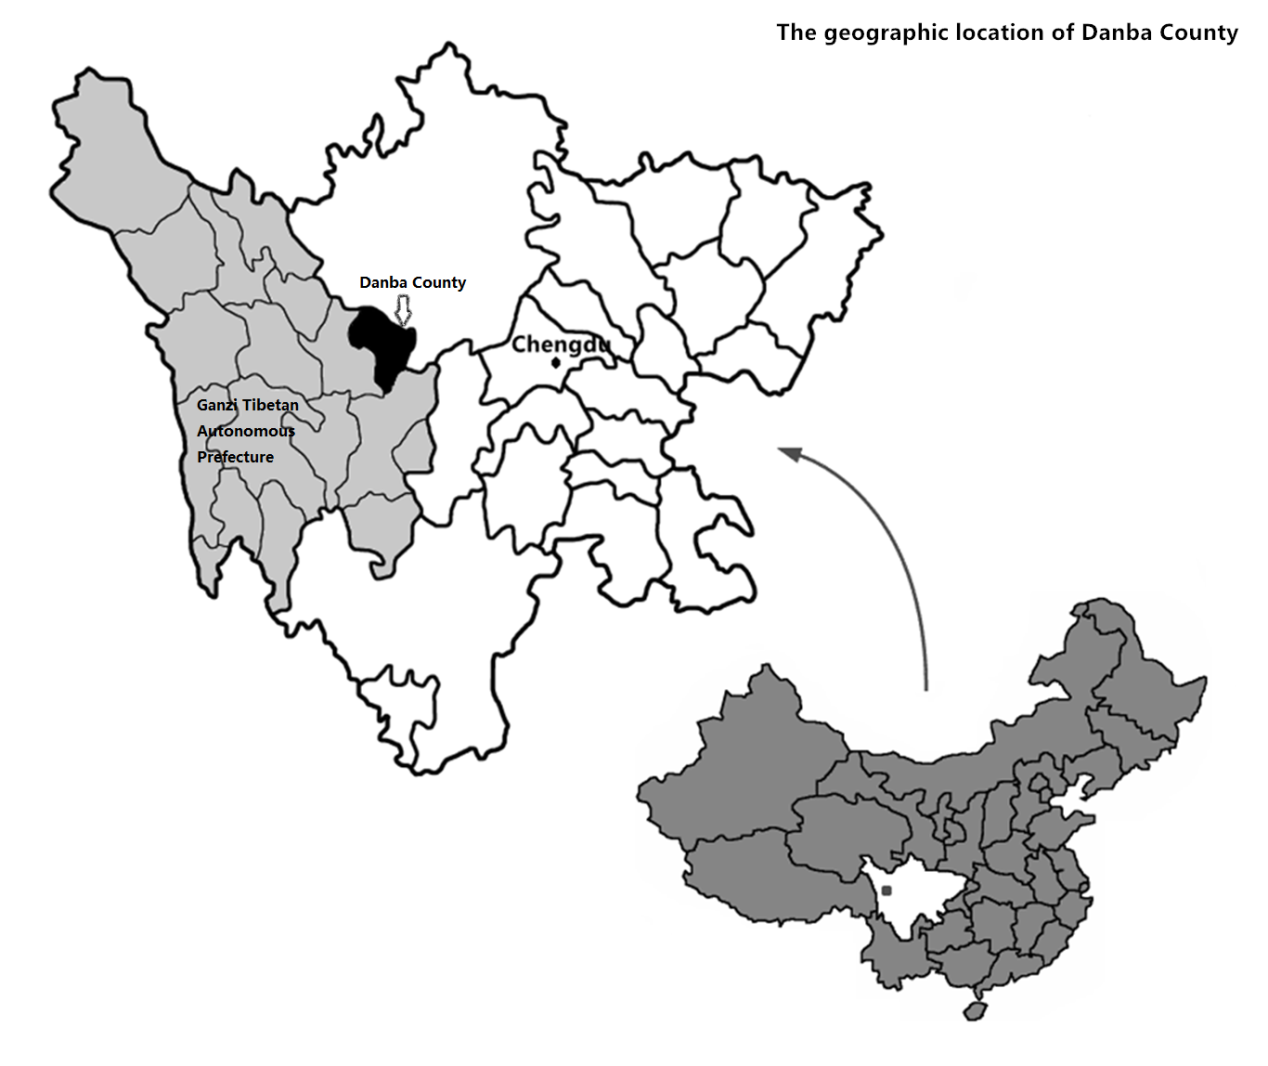 The geographic location of Danba County
Danba County
Chengdu
Ganzi Tibetan
Autonomous
Prefecture